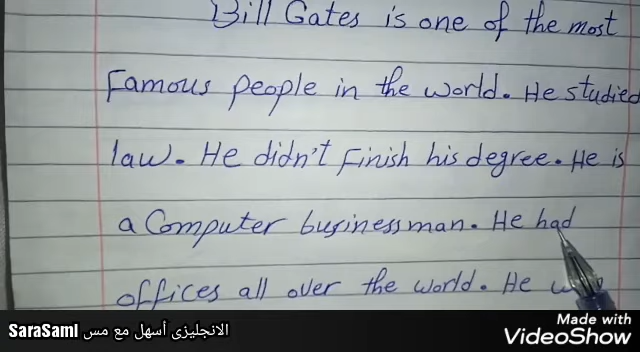 Bill Gates is one of the most
Famous people in the world. He studied
law. He didn't Finish his degree. He is
a Computer businessman. He had
offices all over the world. He
SaraSamI الانجليزى أسهل مع مس
Made with
VideoShow